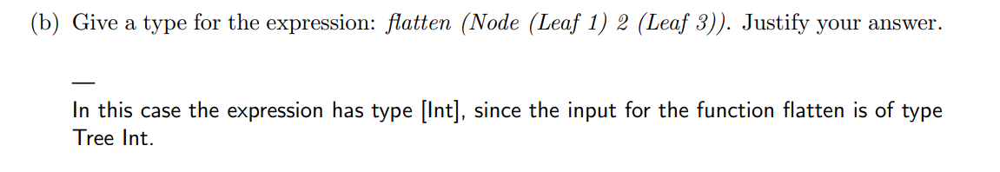 (b) Give a type for the expression: flatten (Node (Leaf 1) 2 (Leaf 3)). Justify your answer.
—
In this case the expression has type [Int], since the input for the function flatten is of type
Tree Int.